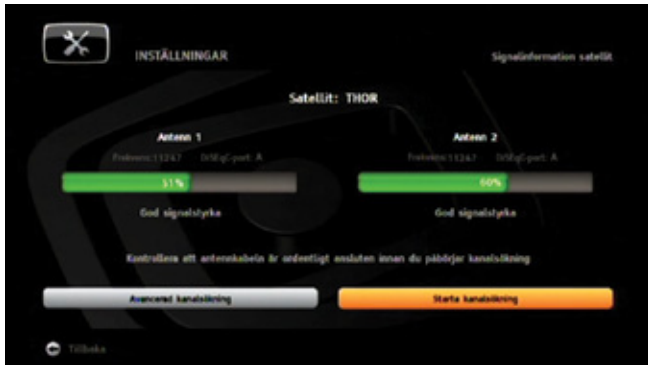 INSTÄLLNINGAR
Signalinformation satellit
Satellit: THOR
Antenn 1
Antenn 2
Frekvens:11247 DiSEqC-port: A
Frekvens:11247 DiSEqC-port: A
51%
60%
God signalstyrka
God signalstyrka
Kontrollera att antennkabeln är ordentligt ansluten innan du påbörjar kanalsökning
Avancerad kanalsökning
Starta kanalsökning
Tillbaka